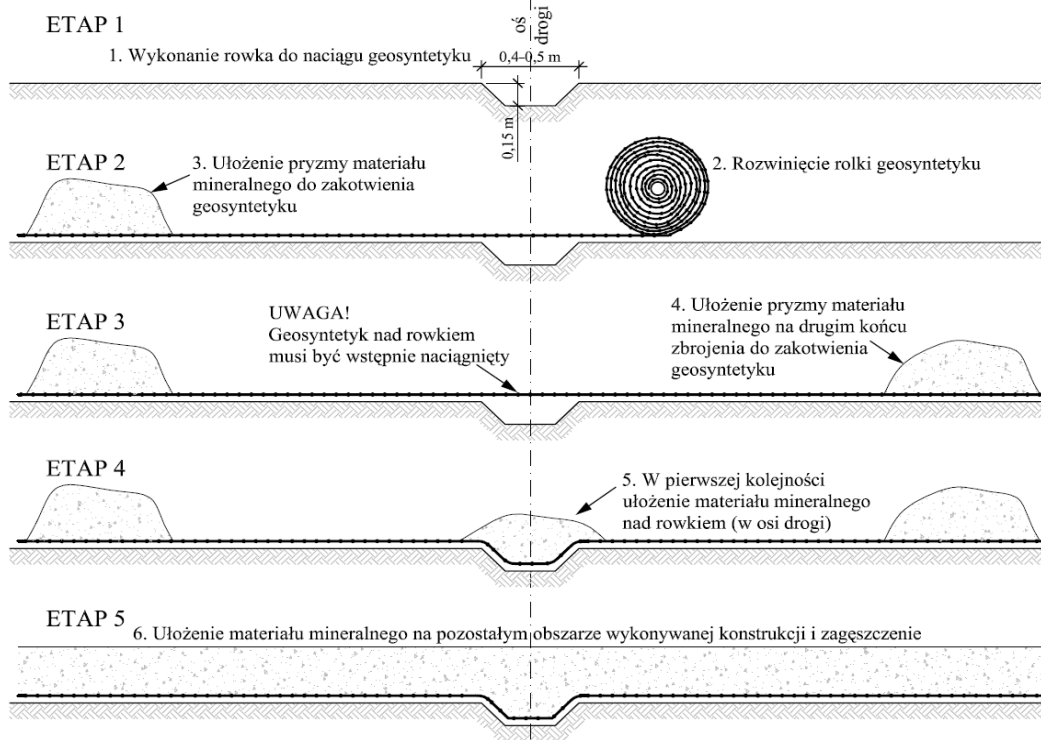 ETAP 1
oś
drogi
1. Wykonanie rowka do naciągu geosyntetyku
0,4–0,5 m
0,15 m
ETAP 2
3. Ułożenie pryzmy materiału
mineralnego do zakotwienia
geosyntetyku
2. Rozwinięcie rolki geosyntetyku
ETAP 3
UWAGA!
Geosyntetyk nad rowkiem
musi być wstępnie naciągnięty
4. Ułożenie pryzmy materiału
mineralnego na drugim końcu
zbrojenia do zakotwienia
geosyntetyku
ETAP 4
5. W pierwszej kolejności
ułożenie materiału mineralnego
nad rowkiem (w osi drogi)
ETAP 5
6. Ułożenie materiału mineralnego na pozostałym obszarze wykonywanej konstrukcji i zagęszczenie